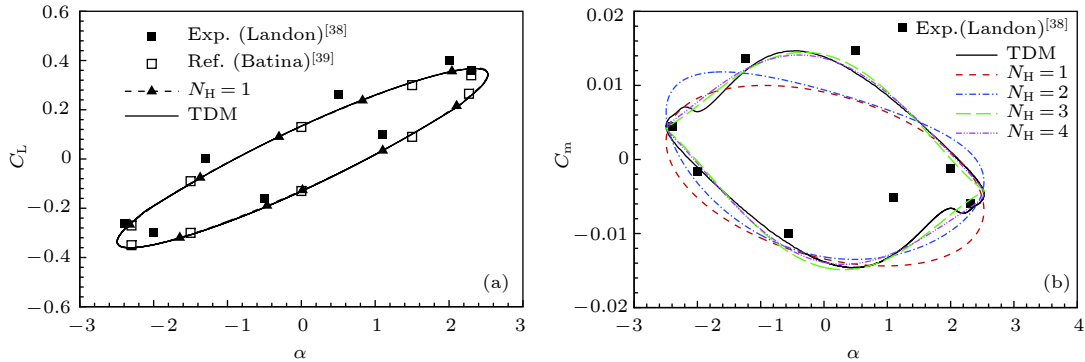 0.6
0.4
0.2
0
−0.2
−0.4
−0.6
C_L
Exp. (Landon)[38]
Ref. (Batina)[39]
N_H = 1
TDM
(a)
−3 −2 −1 0 1 2 3
α
0.02
0.01
0
−0.01
−0.02
C_m
Exp.(Landon)[38]
TDM
N_H = 1
N_H = 2
N_H = 3
N_H = 4
(b)
−3 −2 −1 0 1 2 3 4
α